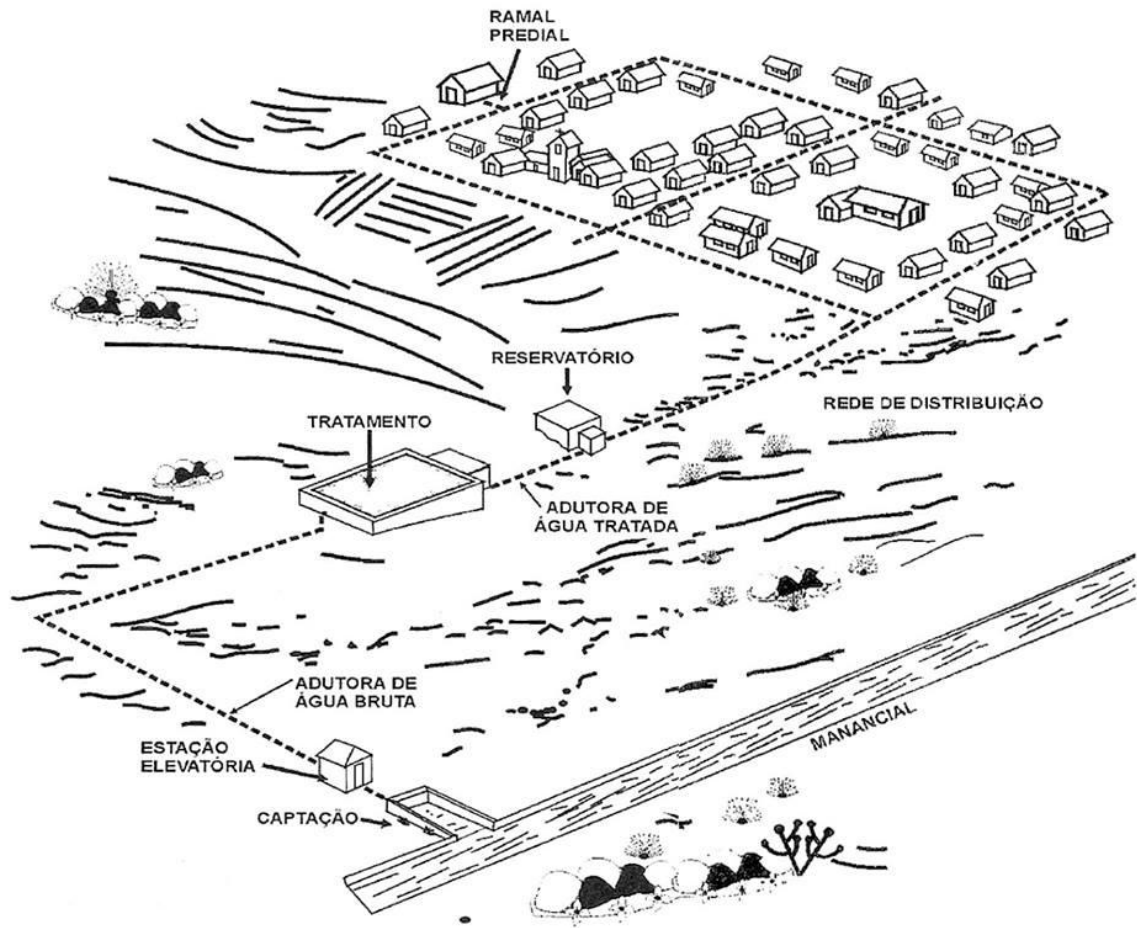 RAMAL
PREDIAL
RESERVATÓRIO
TRATAMENTO
REDE DE DISTRIBUIÇÃO
ADUTORA DE
ÁGUA TRATADA
ADUTORA DE
ÁGUA BRUTA
MANANCIAL
ESTAÇÃO
ELEVATÓRIA
CAPTAÇÃO